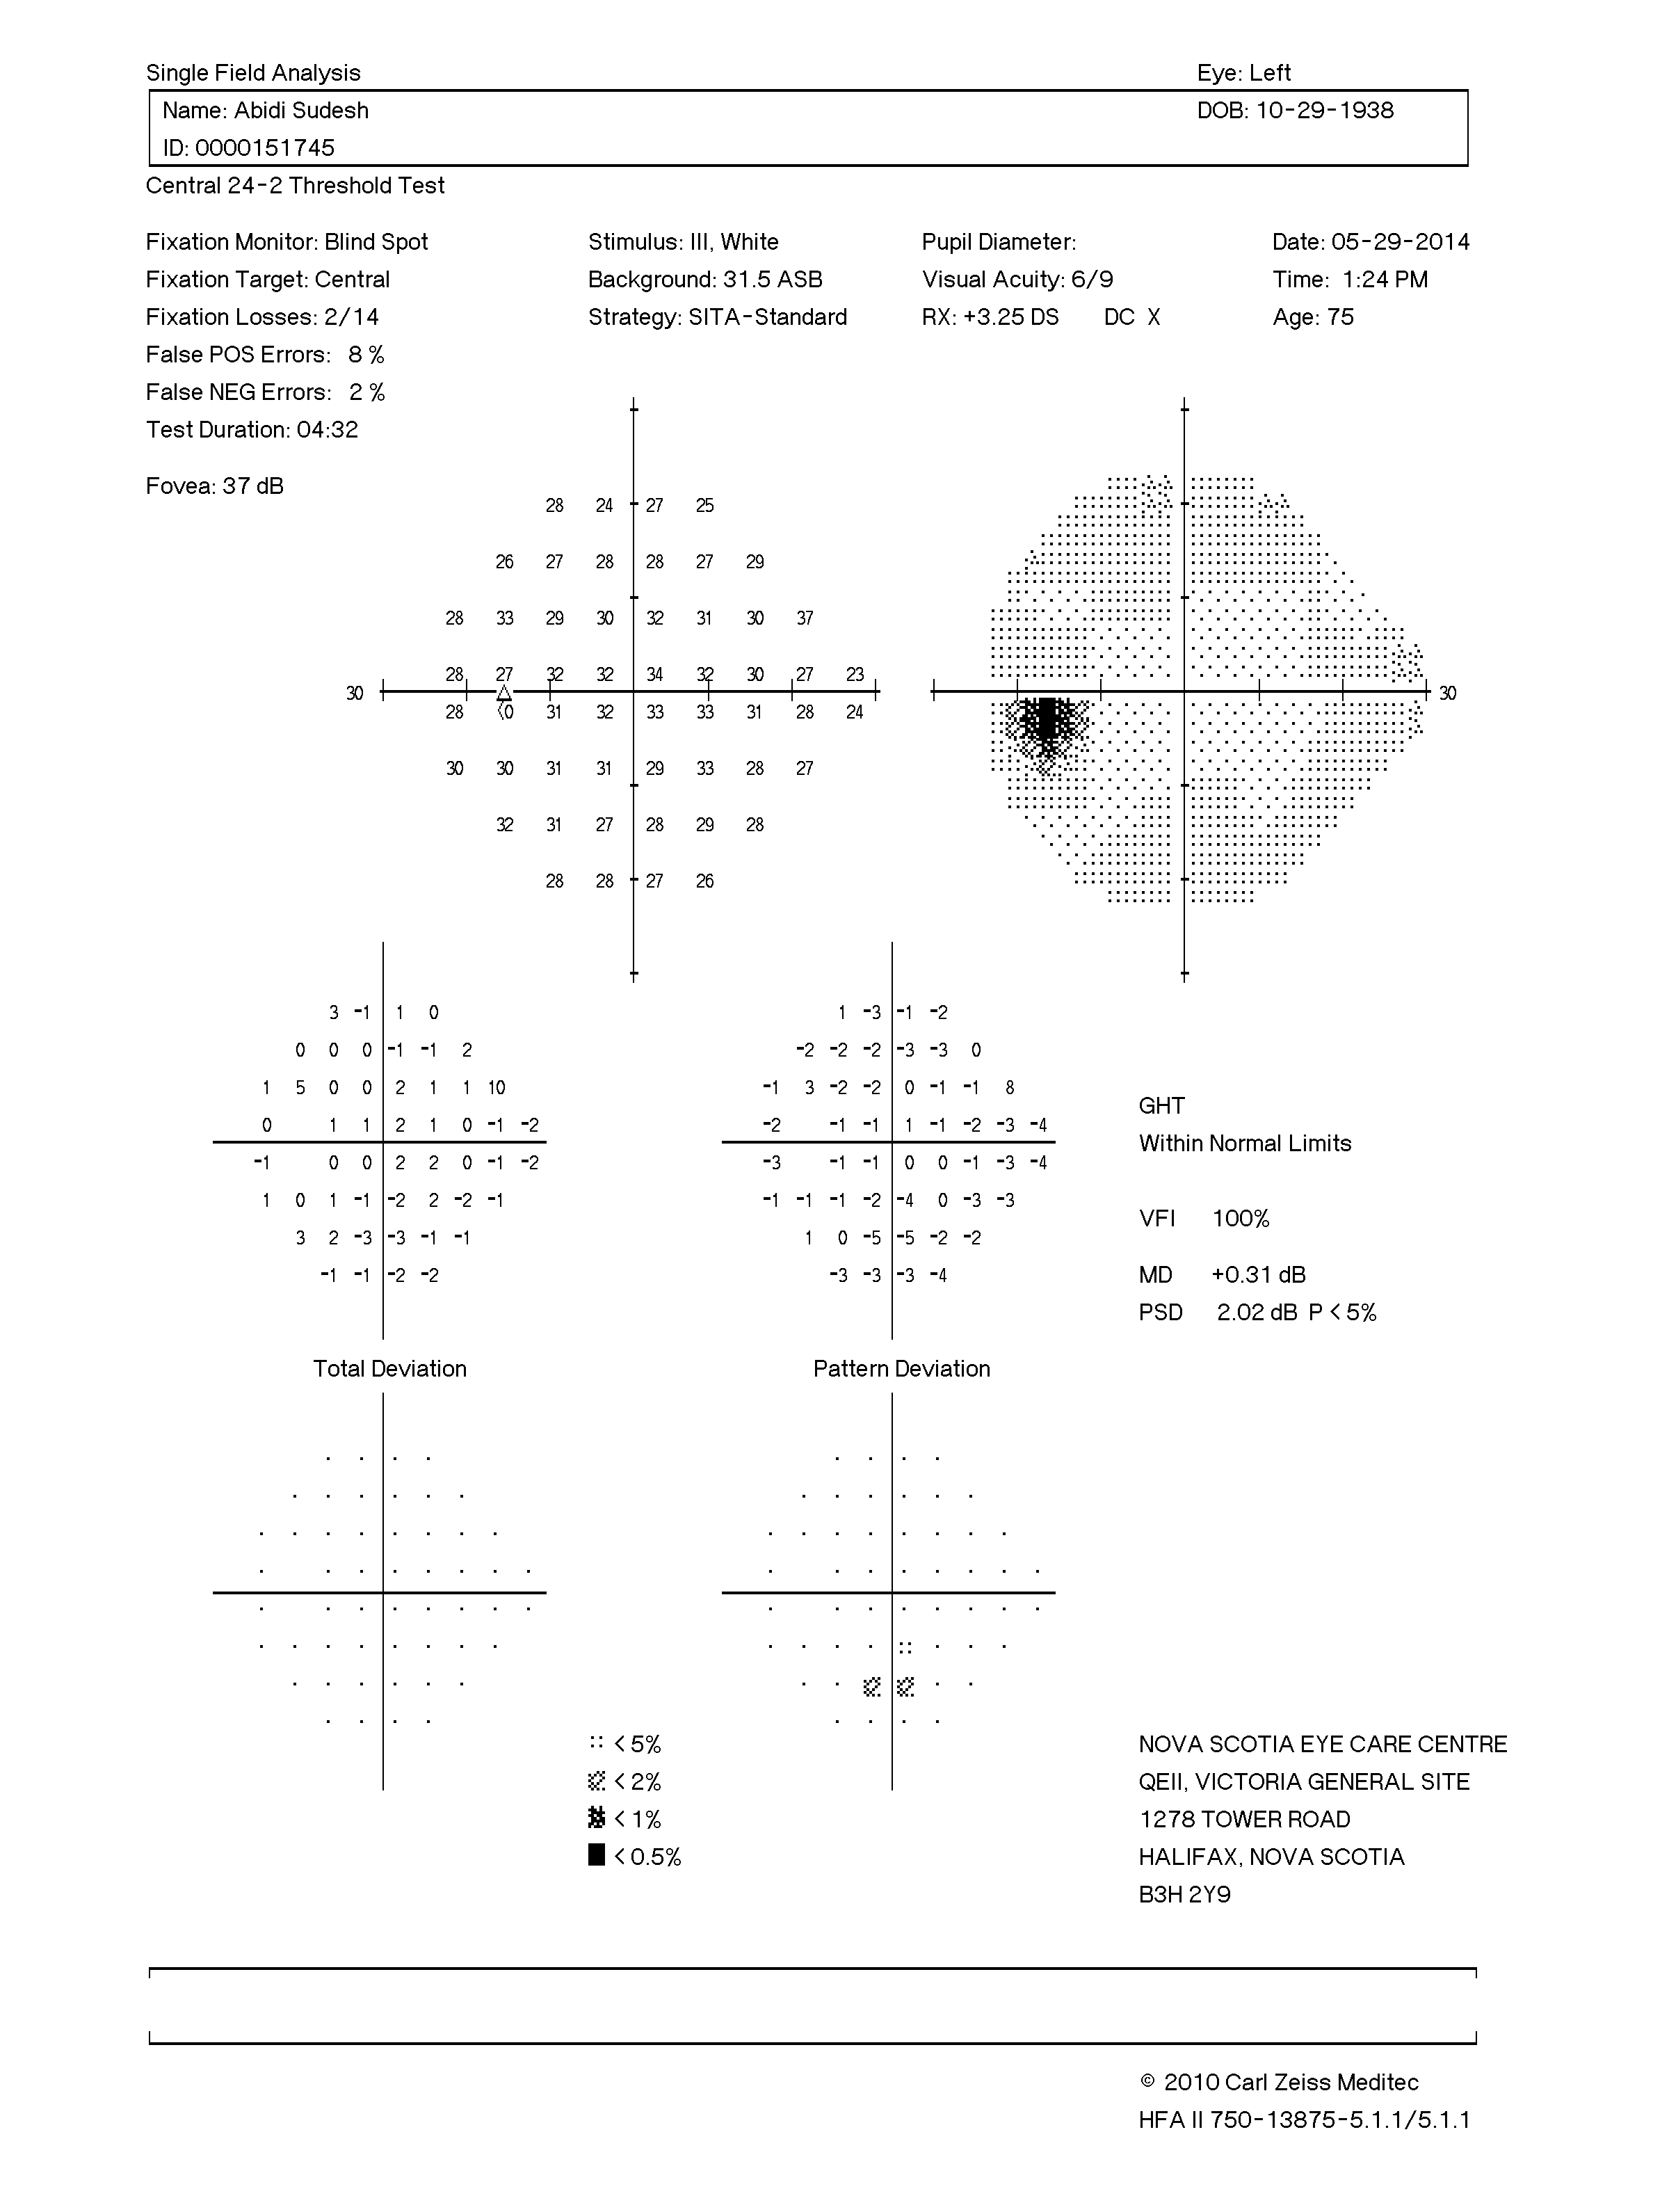 Single Field Analysis Eye: Left
Name: Abidi Sudesh DOB: 10-29-1938
ID: 0000151745
Central 24-2 Threshold Test
Fixation Monitor: Blind Spot Stimulus: III, White Pupil Diameter: Date: 05-29-2014
Fixation Target: Central Background: 31.5 ASB Visual Acuity: 6/9 Time: 1:24 PM
Fixation Losses: 2/14 Strategy: SITA-Standard RX: +3.25 DS DC X Age: 75
False POS Errors: 8 %
False NEG Errors: 2 %
Test Duration: 04:32
Fovea: 37 dB
28 24 27 25
26 27 28 28 27 29
28 33 29 30 32 31 30 37
28 27 32 32 34 32 30 27 23
30 30
28 <0 31 32 33 33 31 28 24
30 30 31 31 29 33 28 27
32 31 27 28 29 28
28 28 27 26
3 -1 1 0
0 0 0 -1 -1 2
1 5 0 0 2 1 1 10
0 1 1 2 1 0 -1 -2
-1 0 0 2 2 0 -1 -2
1 0 1 -1 -2 2 -2 -1
3 2 -3 -3 -1 -1
-1 -1 -2 -2
Total Deviation
1 -3 -1 -2
-2 -2 -2 -3 -3 0
-1 3 -2 -2 0 -1 -1 8
-2 -1 -1 1 -1 -2 -3 -4
-3 -1 -1 0 0 -1 -3 -4
-1 -1 -1 -2 -4 0 -3 -3
1 0 -5 -5 -2 -2
-3 -3 -3 -4
Pattern Deviation
GHT
Within Normal Limits
VFI 100%
MD +0.31 dB
PSD 2.02 dB P < 5%
< 5%
< 2%
< 1%
< 0.5%
NOVA SCOTIA EYE CARE CENTRE
QEII, VICTORIA GENERAL SITE
1278 TOWER ROAD
HALIFAX, NOVA SCOTIA
B3H 2Y9
© 2010 Carl Zeiss Meditec
HFA II 750-13875-5.1.1/5.1.1